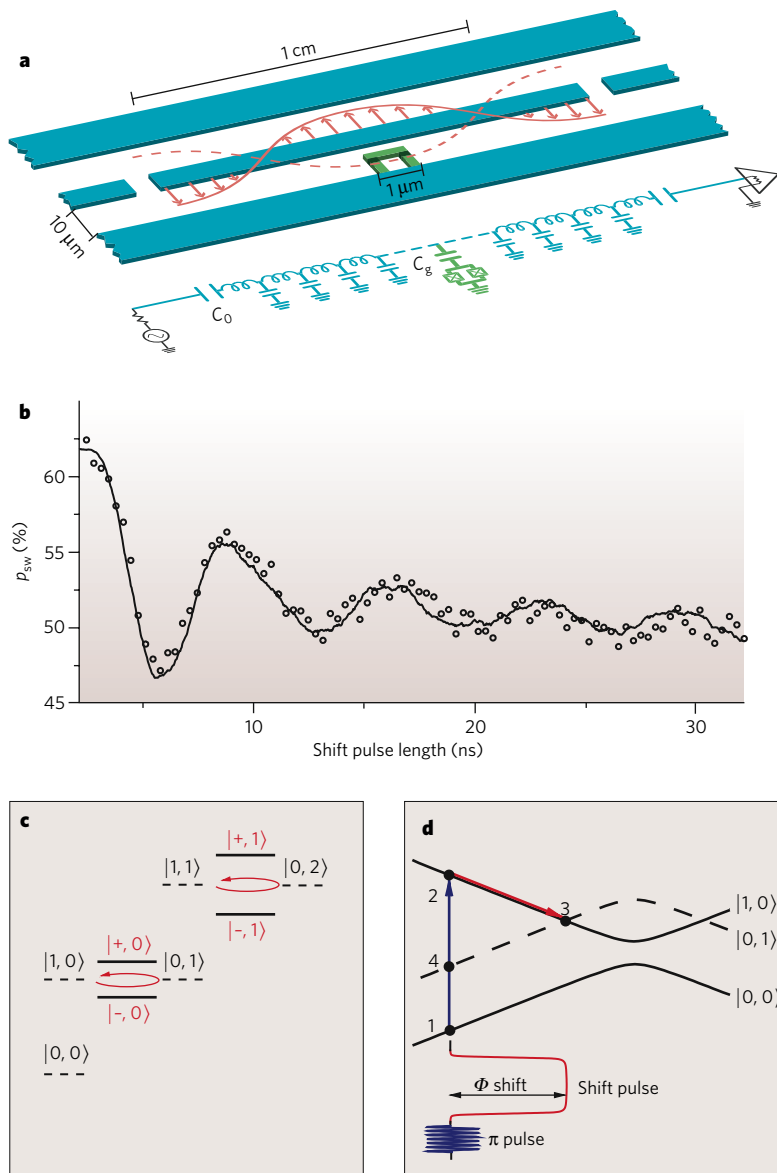 a
1 cm
1 μm
10 μm
C₀
C_g
b
60
55
50
45
p_sw (%)
10
20
30
Shift pulse length (ns)
c
|+, 1⟩
|1, 1⟩
|0, 2⟩
|−, 1⟩
|+, 0⟩
|1, 0⟩
|0, 1⟩
|−, 0⟩
|0, 0⟩
d
2
3
|1, 0⟩
|0, 1⟩
4
|0, 0⟩
1
Φ shift
Shift pulse
π pulse